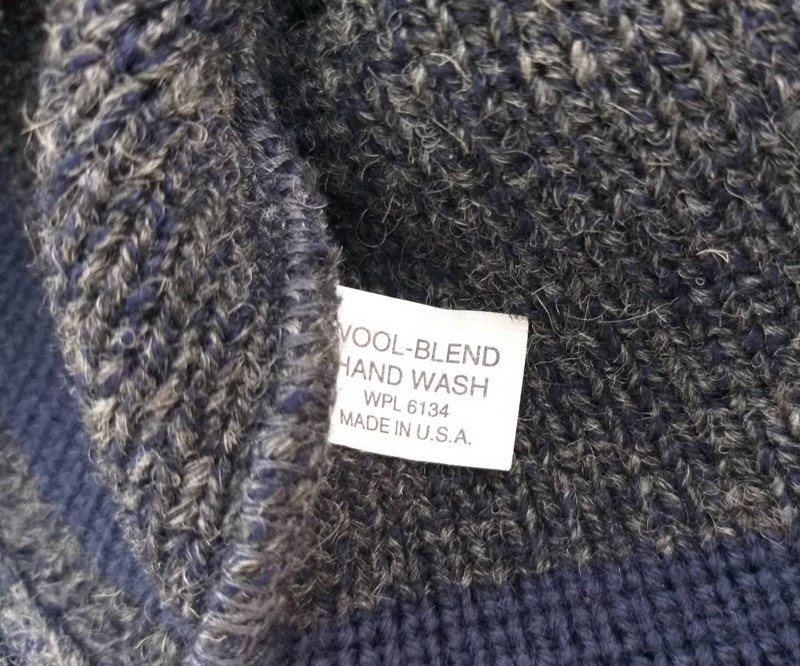 WOOL-BLEND
HAND WASH
WPL 6134
MADE IN U.S.A.